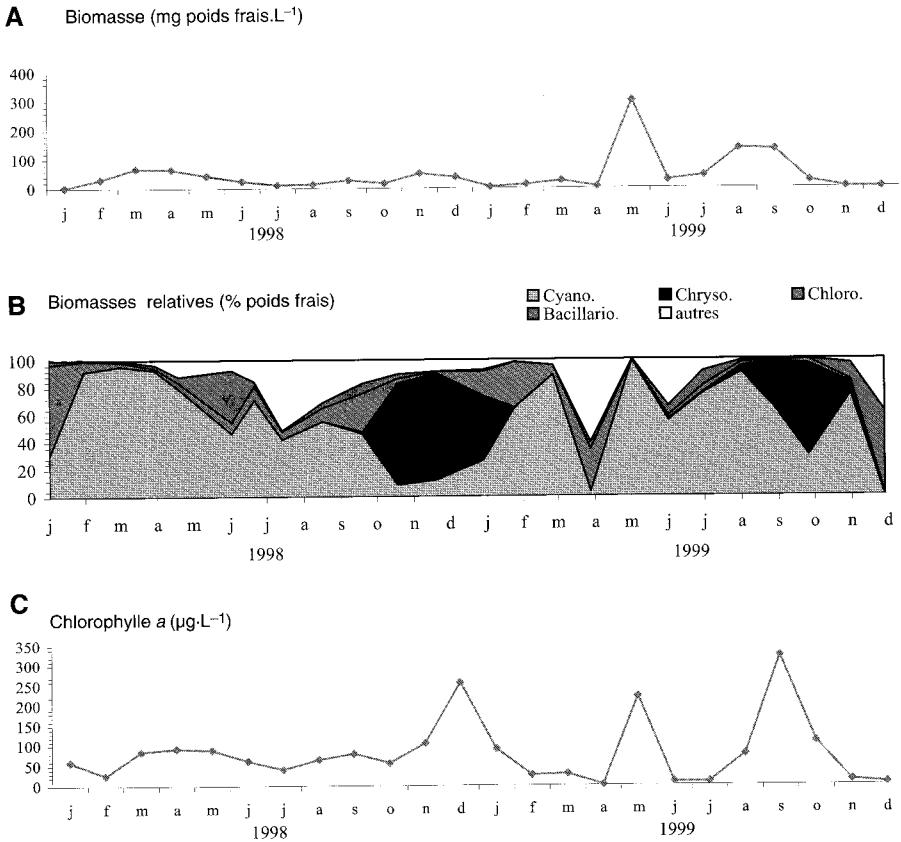 A
Biomasse (mg poids frais.L⁻¹)
400
300
200
100
0
j f m a m j j a s o n d j f m a m j j a s o n d
1998 1999
B
Biomasses relatives (% poids frais)
Cyano. Chryso. Chloro.
Bacillario. autres
100
80
60
40
20
0
j f m a m j j a s o n d j f m a m j j a s o n d
1998 1999
C
Chlorophylle a (µg·L⁻¹)
350
300
250
200
150
100
50
0
j f m a m j j a s o n d j f m a m j j a s o n d
1998 1999